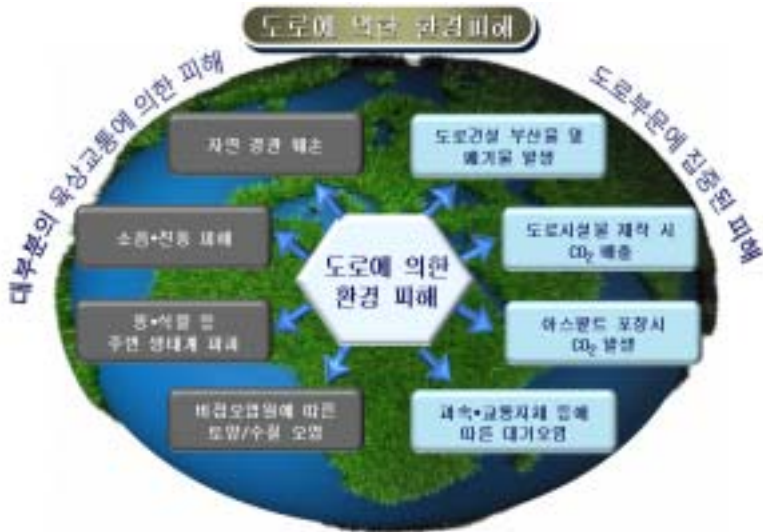 도로에 의한 환경피해
대부분의 육상교통에 의한 피해
도로부문에 집중된 피해
자연 경관 훼손
소음•진동 피해
동•식물 등
주변 생태계 파괴
비점오염원에 따른
토양/수질 오염
도로에 의한
환경 피해
도로건설 부산물 및
폐기물 발생
도로시설물 제작 시
CO₂ 배출
아스팔트 포장시
CO₂ 발생
과속•교통지체 등에
따른 대기오염